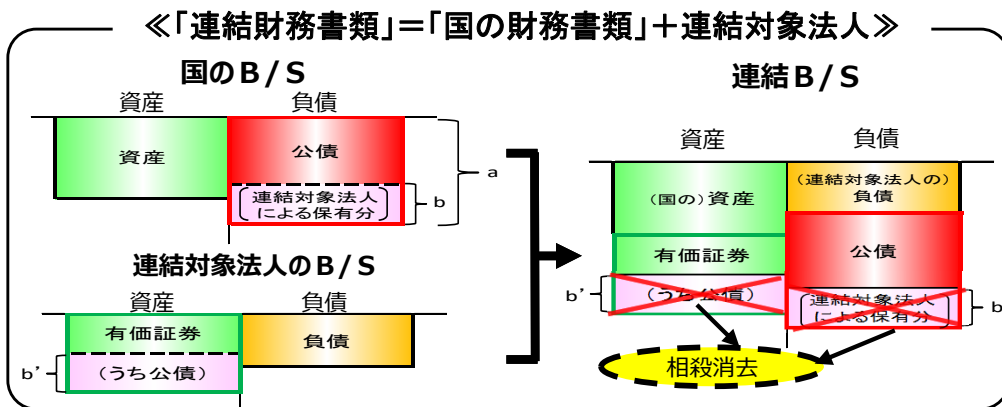 ≪「連結財務書類」＝「国の財務書類」＋連結対象法人≫
国のB/S
資産 負債
資産
公債
（連結対象法人
による保有分）
a
b
連結対象法人のB/S
資産 負債
有価証券
（うち公債）
負債
b'
連結B/S
資産 負債
（国の）資産
（連結対象法人の）
負債
有価証券
公債
（うち公債）
（連結対象法人
による保有分）
b'
b
相殺消去